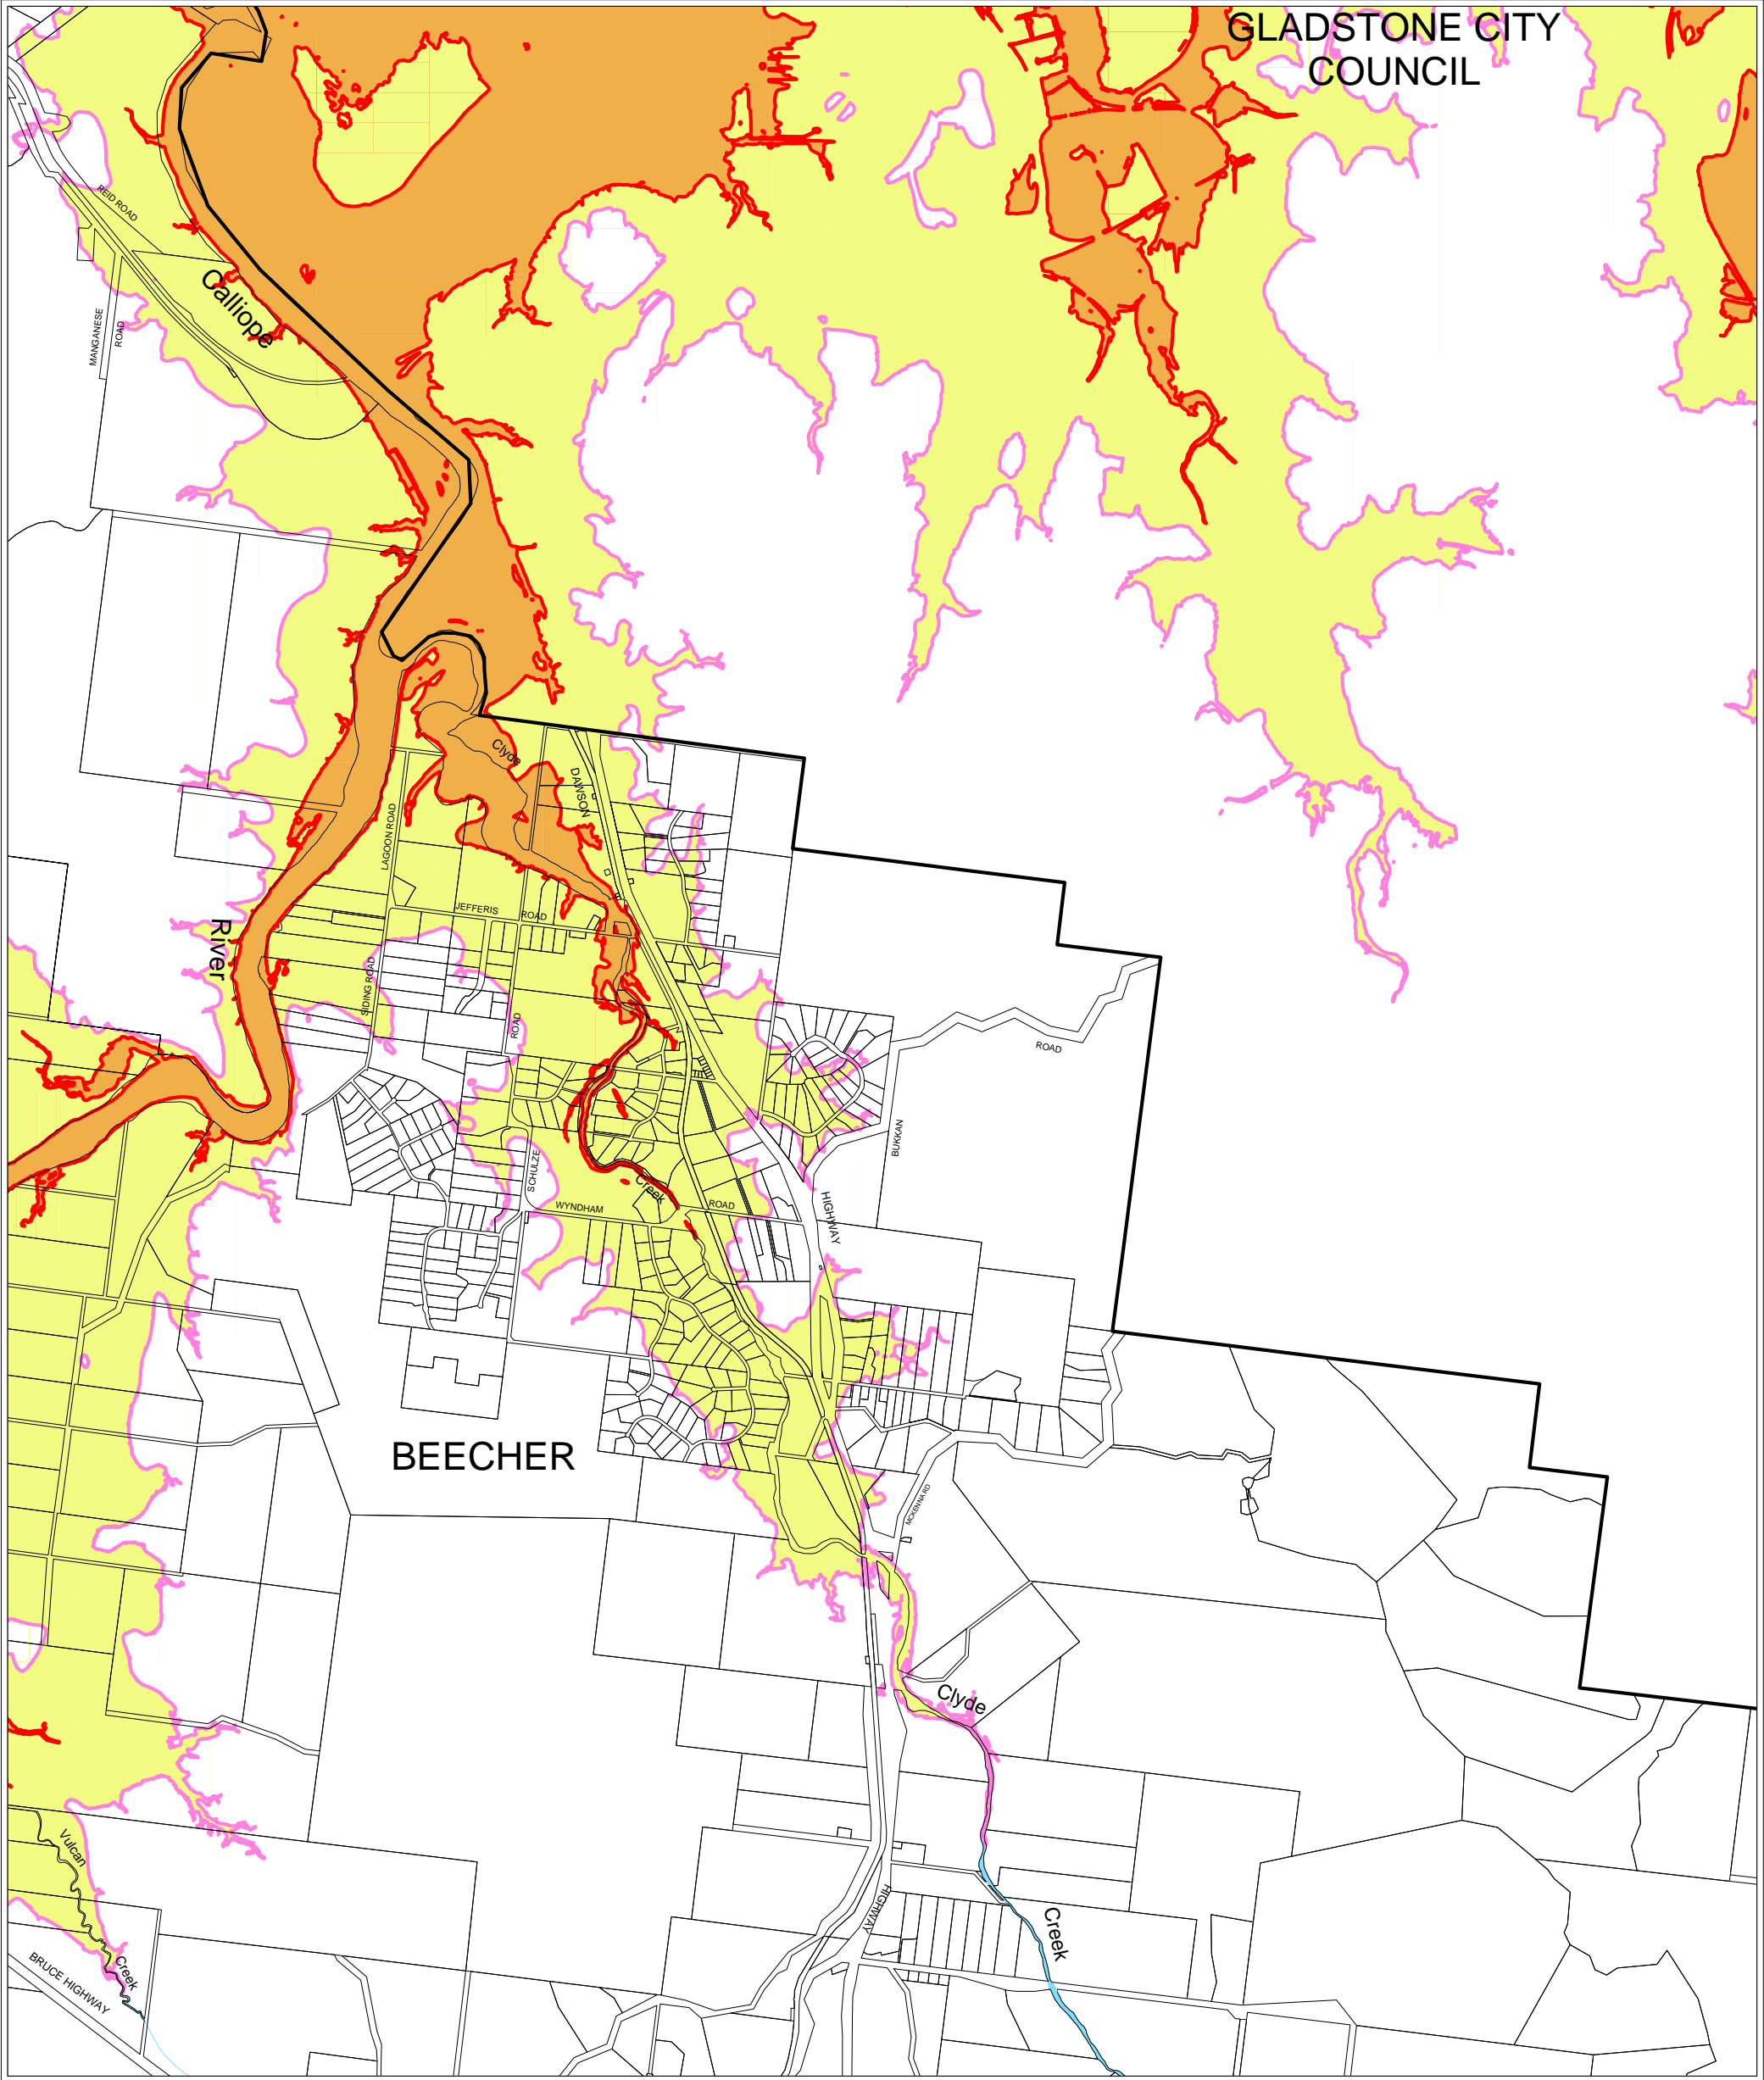 GLADSTONE CITY
COUNCIL
REID ROAD
Calliope
MANGANESE
ROAD
Clyde
DAWSON
LAGOON ROAD
JEFFERIS
ROAD
River
SIDING ROAD
ROAD
ROAD
BUKKAN
SCHULZE
Creek
WYNDHAM
ROAD
HIGHWAY
BEECHER
MCKENNA RD
Clyde
Vulcan
Creek
BRUCE HIGHWAY
HIGHWAY
Creek